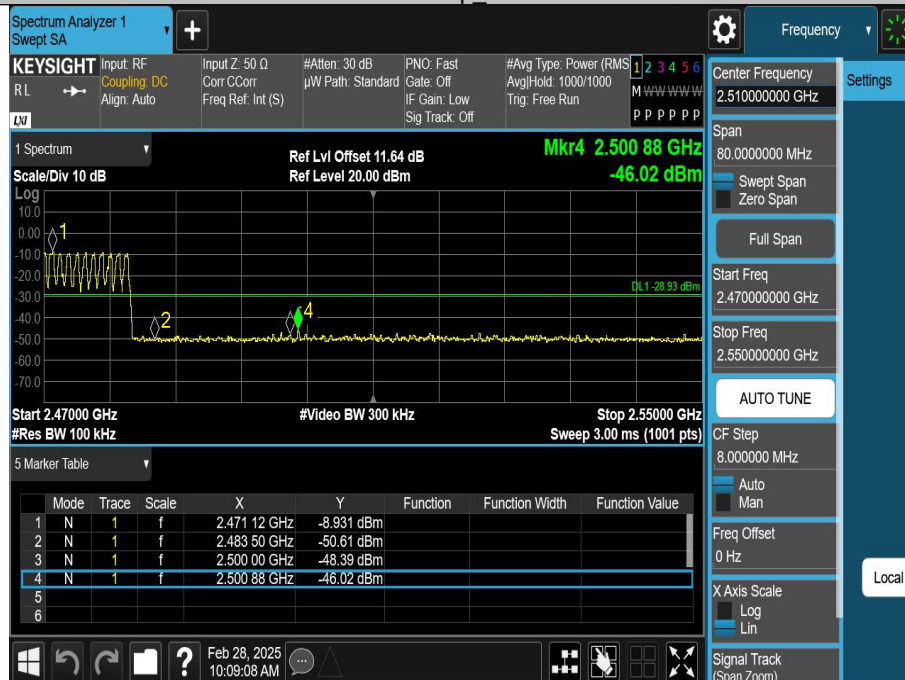 Spectrum Analyzer 1
Swept SA
+
Frequency
KEYSIGHT
RL
LXI
Input: RF
Coupling: DC
Align: Auto
Input Z: 50 Ω
Corr CCorr
Freq Ref: Int (S)
#Atten: 30 dB
µW Path: Standard
PNO: Fast
Gate: Off
IF Gain: Low
Sig Track: Off
#Avg Type: Power (RMS
Avg|Hold: 1000/1000
Trig: Free Run
1 2 3 4 5 6
M W W W W W
P P P P P P
1 Spectrum
Scale/Div 10 dB
Ref Lvl Offset 11.64 dB
Ref Level 20.00 dBm
Mkr4 2.500 88 GHz
-46.02 dBm
Log
10.0
0.00
-10.0
-20.0
-30.0
-40.0
-50.0
-60.0
-70.0
1
2
4
DL1 -28.93 dBm
Start 2.47000 GHz
#Video BW 300 kHz
Stop 2.55000 GHz
#Res BW 100 kHz
Sweep 3.00 ms (1001 pts)
5 Marker Table
Mode Trace Scale X Y Function Function Width Function Value
1 N 1 f 2.471 12 GHz -8.931 dBm
2 N 1 f 2.483 50 GHz -50.61 dBm
3 N 1 f 2.500 00 GHz -48.39 dBm
4 N 1 f 2.500 88 GHz -46.02 dBm
5
6
Center Frequency
2.510000000 GHz
Settings
Span
80.0000000 MHz
Swept Span
Zero Span
Full Span
Start Freq
2.470000000 GHz
Stop Freq
2.550000000 GHz
AUTO TUNE
CF Step
8.000000 MHz
Auto
Man
Freq Offset
0 Hz
X Axis Scale
Log
Lin
Local
Signal Track
(Span Zoom)
?
Feb 28, 2025
10:09:08 AM